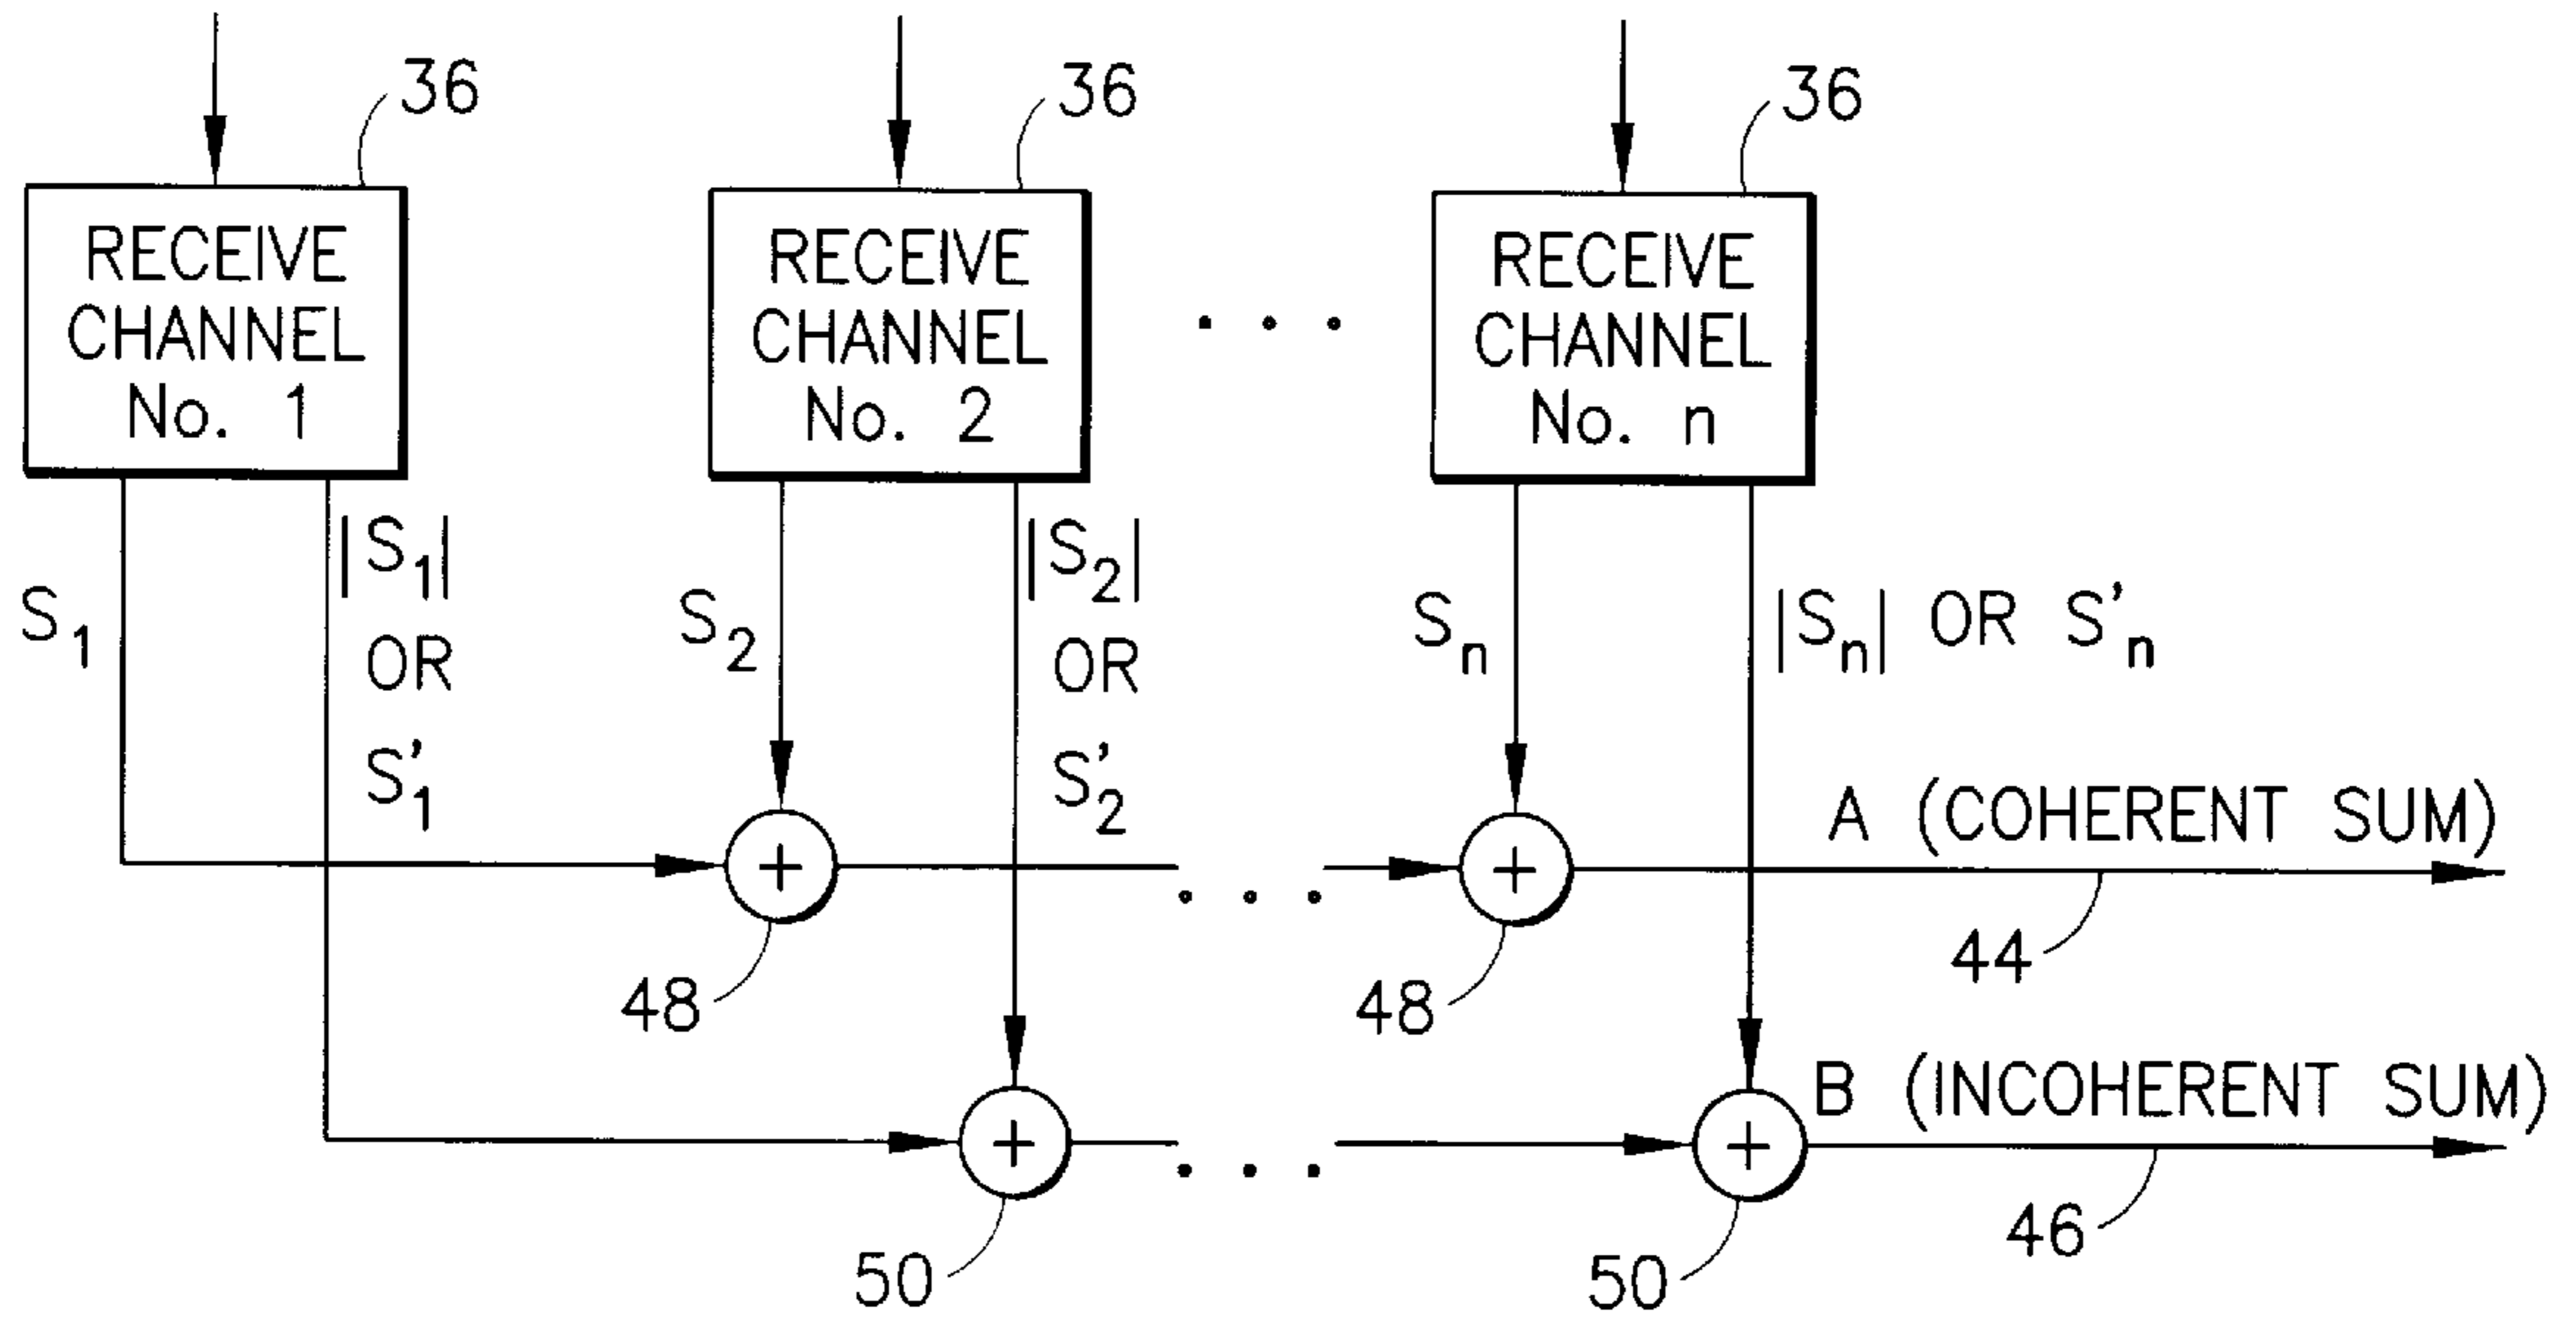 36
36
36
RECEIVE
CHANNEL
No. 1
RECEIVE
CHANNEL
No. 2
. . .
RECEIVE
CHANNEL
No. n
S1
|S1|
OR
S'1
S2
|S2|
OR
S'2
Sn
|Sn| OR S'n
+
. . .
+
A (COHERENT SUM)
48
48
44
+
. . .
+
B (INCOHERENT SUM)
50
50
46